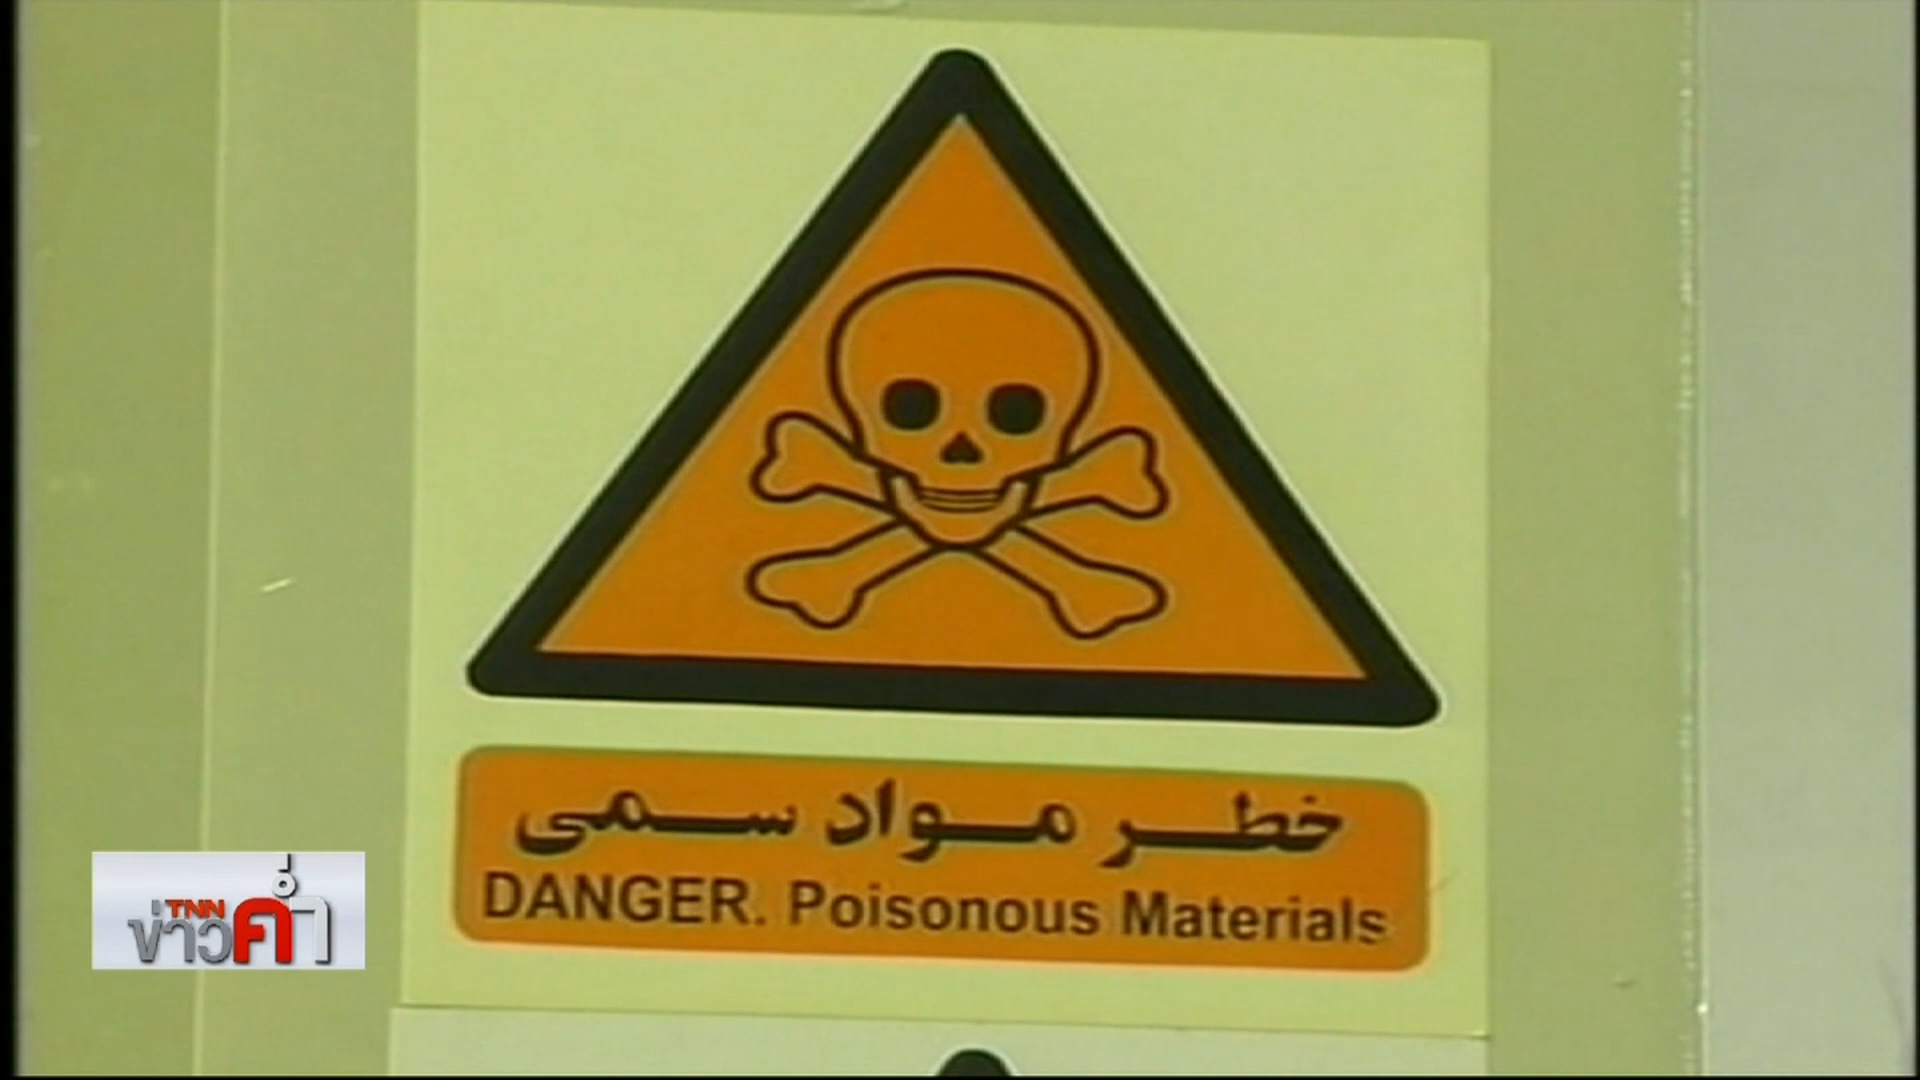 خطر مواد سمی
DANGER. Poisonous Materials
TNN
ข่าวค่ำ